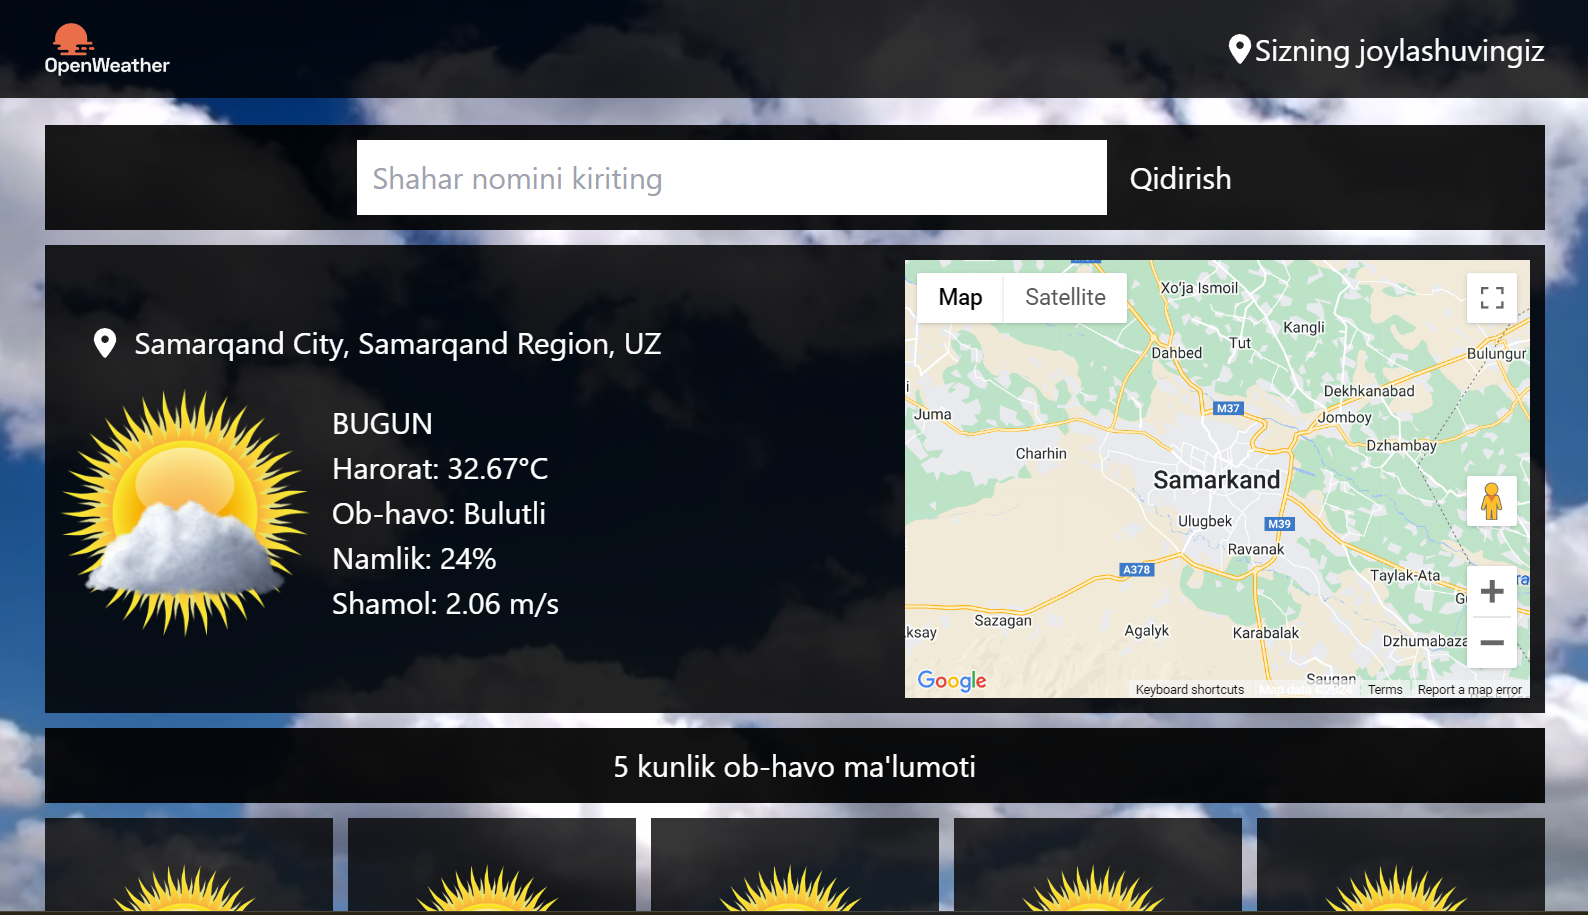 OpenWeather
Sizning joylashuvingiz
Shahar nomini kiriting
Qidirish
Samarqand City, Samarqand Region, UZ
BUGUN
Harorat: 32.67°C
Ob-havo: Bulutli
Namlik: 24%
Shamol: 2.06 m/s
Map
Satellite
Xo'ja Ismoil
Kangli
Tut
Dahbed
Bulungur
Dekhkanabad
M37
Juma
Jomboy
Dzhambay
Charhin
Samarkand
Ulugbek
M39
Ravanak
A378
Taylak-Ata
Sazagan
Agalyk
Karabalak
Dzhumabaza
Saugan
Google
Keyboard shortcuts
Terms
Report a map error
5 kunlik ob-havo ma'lumoti